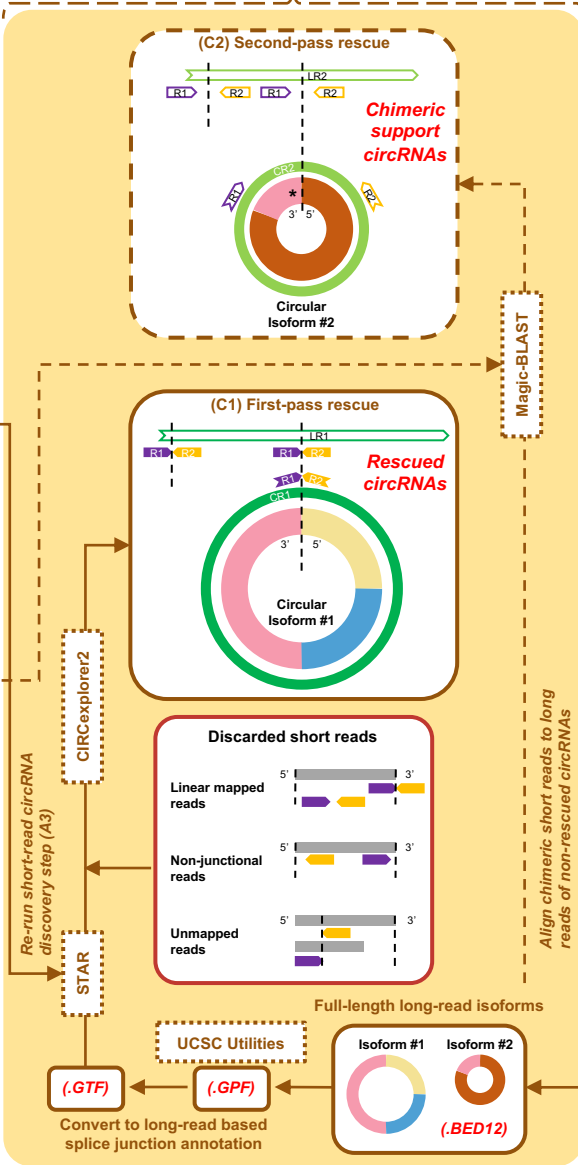 (C2) Second-pass rescue
LR2
R1
R2
R1
R2
Chimeric
support
circRNAs
CR2
R1
R2
*
3’
5’
Circular
Isoform #2
Magic-BLAST
(C1) First-pass rescue
LR1
R1
R2
R1
R2
Rescued
circRNAs
R1
R2
CR1
3’
5’
Circular
Isoform #1
CIRCexplorer2
Discarded short reads
5’
3’
Linear mapped
reads
5’
3’
Non-junctional
reads
5’
3’
Unmapped
reads
Re-run short-read circRNA
discovery step (A3)
STAR
Align chimeric short reads to long
reads of non-rescued circRNAs
Full-length long-read isoforms
UCSC Utilities
Isoform #1
Isoform #2
(.BED12)
(.GTF)
(.GPF)
Convert to long-read based
splice junction annotation